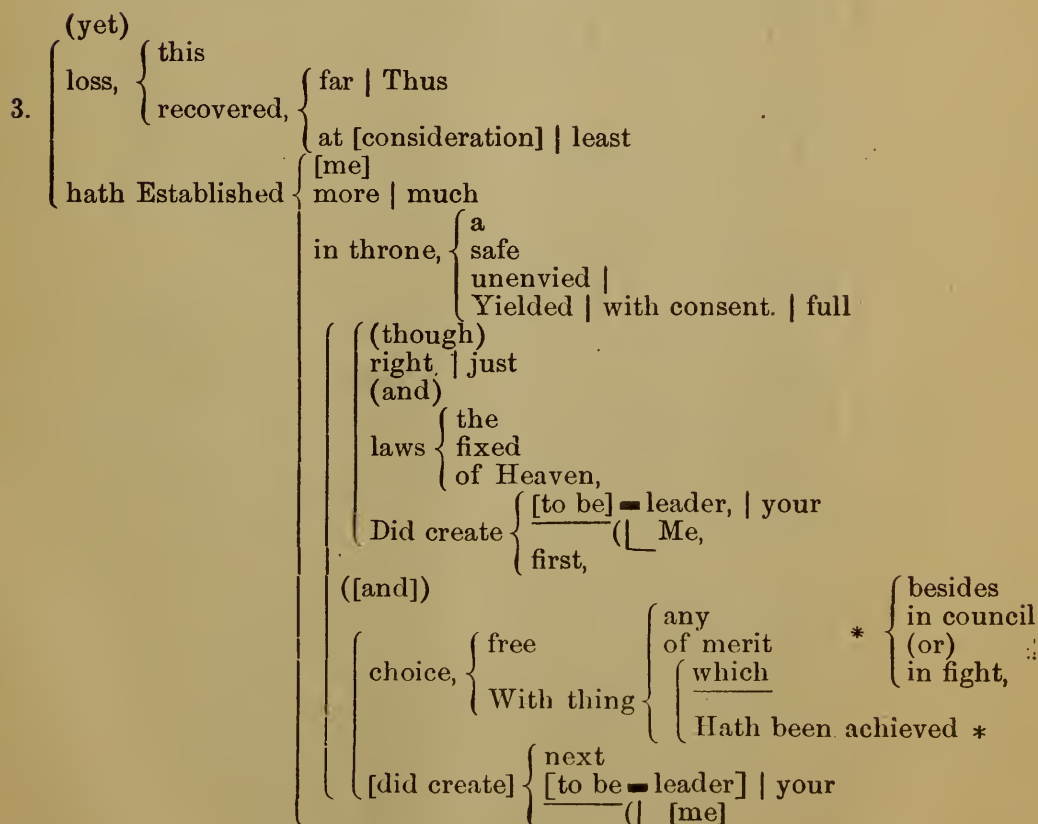 (yet)
this
loss,
far | Thus
3.
recovered,
at [consideration] | least
[me]
hath Established
more | much
a
in throne,
safe
unenvied |
Yielded | with consent. | full
(though)
right, | just
(and)
the
laws
fixed
of Heaven,
[to be] = leader, | your
Did create
(|_ Me,
first,
([and])
besides
any
*
in council
free
of merit
(or)
choice,
which
in fight,
With thing
Hath been achieved *
next
[did create]
[to be = leader] | your
(| [me]